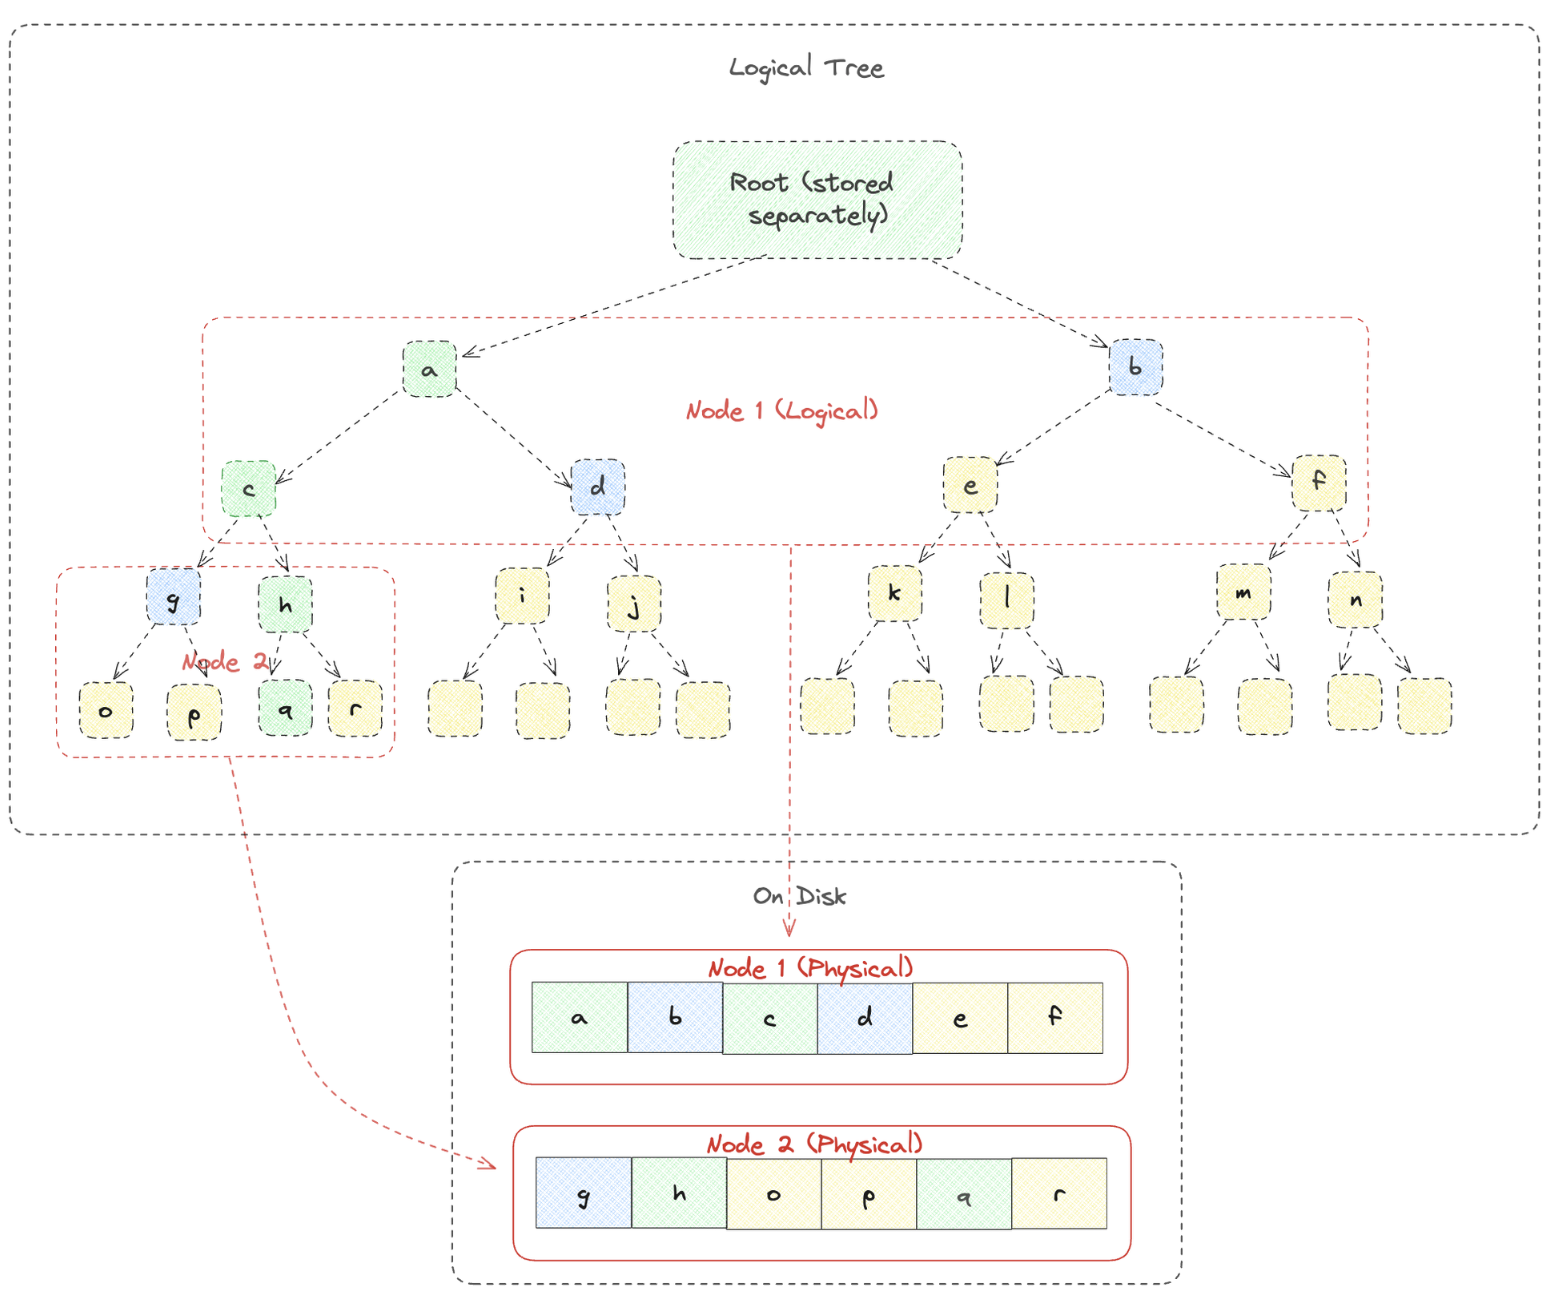 Logical Tree
Root (stored
separately)
a
b
Node 1 (Logical)
c
d
e
f
g
h
i
j
k
l
m
n
Node 2
o
p
q
r
On Disk
Node 1 (Physical)
a b c d e f
Node 2 (Physical)
g h o p q r